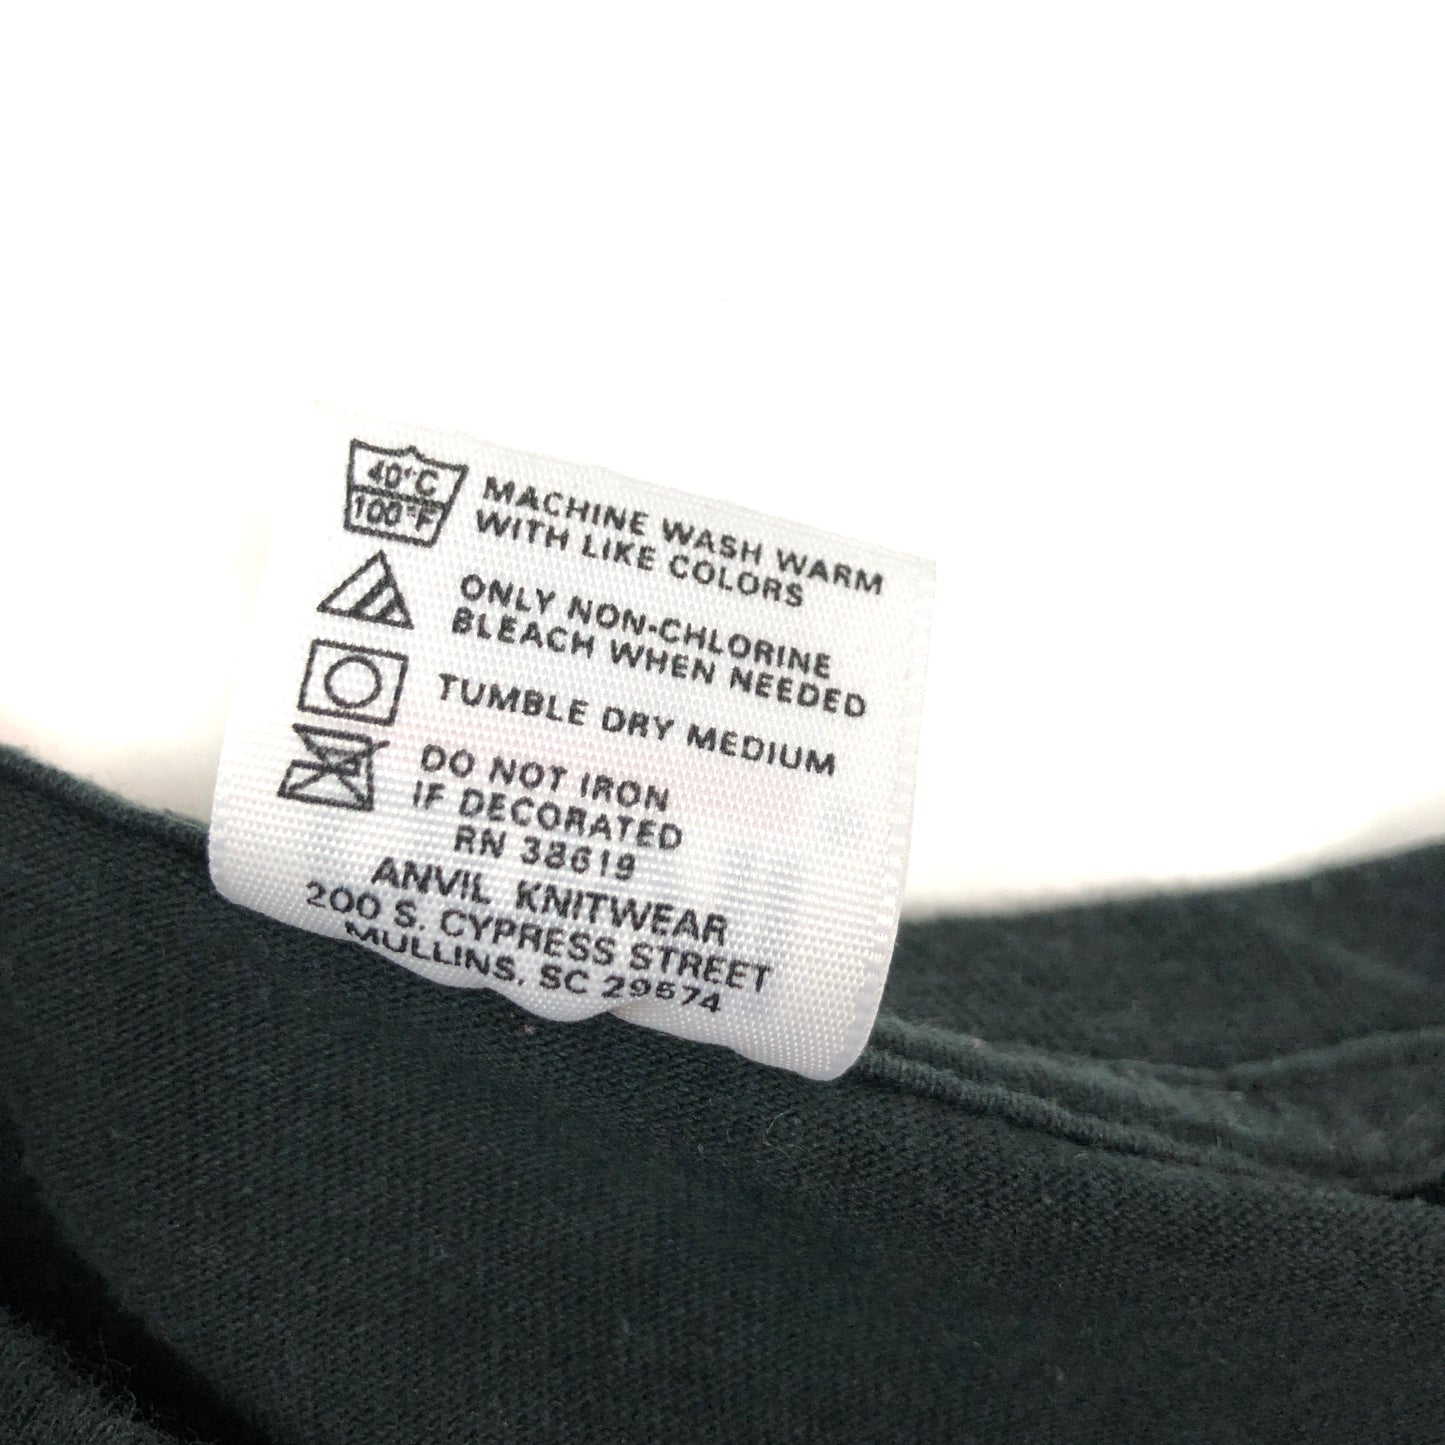 40°C
100°F
MACHINE WASH WARM
WITH LIKE COLORS
ONLY NON-CHLORINE
BLEACH WHEN NEEDED
TUMBLE DRY MEDIUM
DO NOT IRON
IF DECORATED
RN 38619
ANVIL KNITWEAR
200 S. CYPRESS STREET
MULLINS, SC 29574